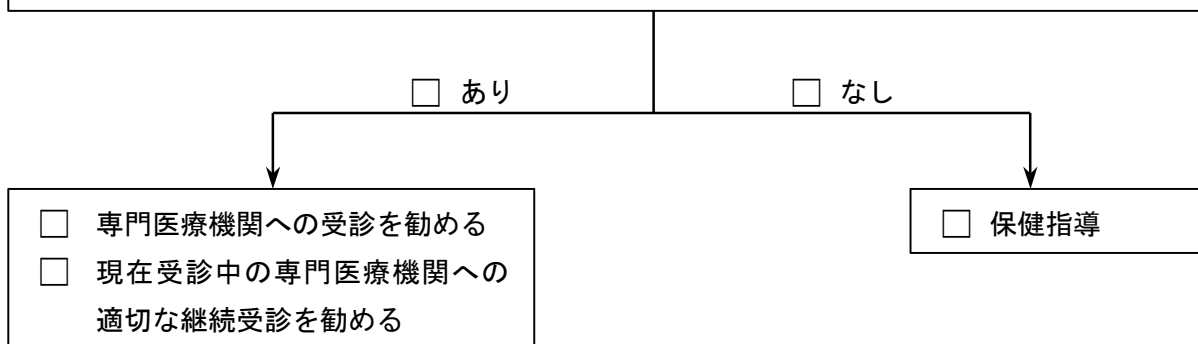 □ あり
□ なし
□ 専門医療機関への受診を勧める
□ 現在受診中の専門医療機関への
適切な継続受診を勧める
□ 保健指導